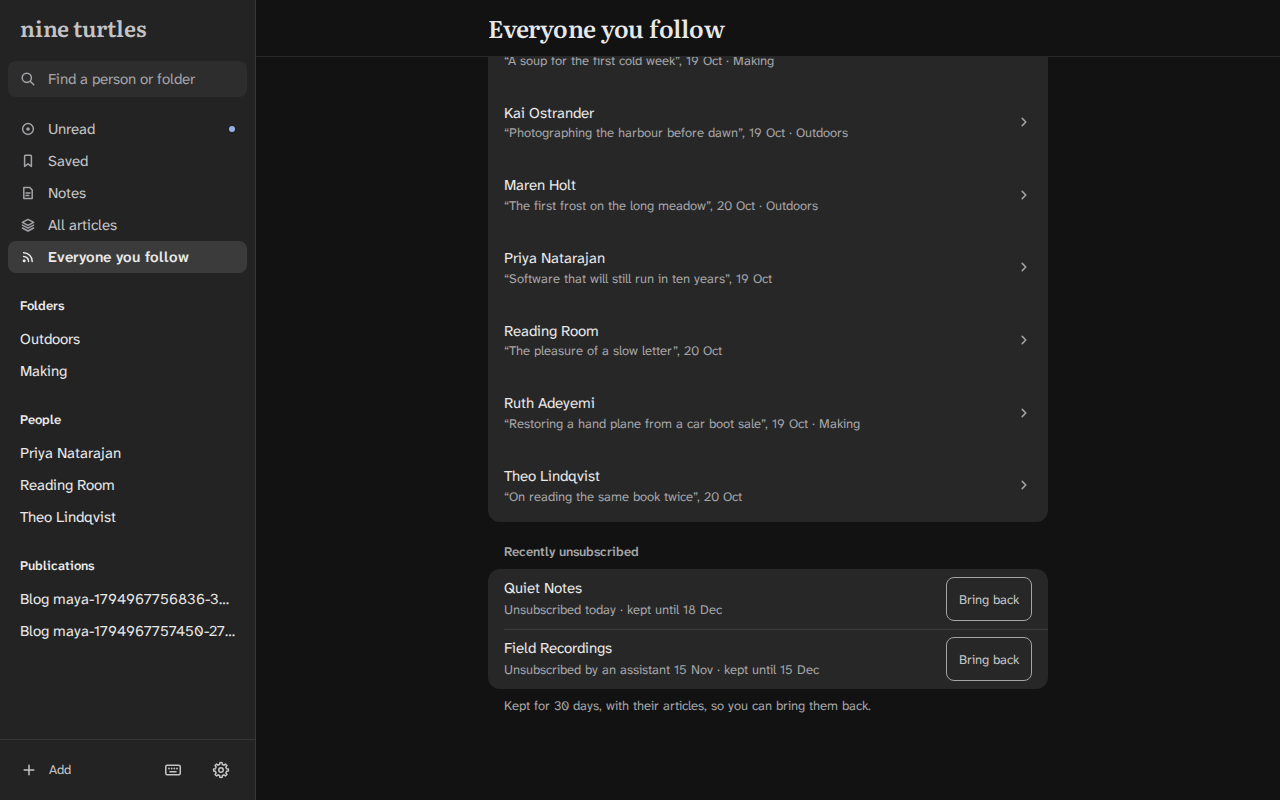 nine turtles
Find a person or folder
Unread
Saved
Notes
All articles
Everyone you follow
Folders
Outdoors
Making
People
Priya Natarajan
Reading Room
Theo Lindqvist
Publications
Blog maya-1794967756836-3...
Blog maya-1794967757450-27...
Add
Everyone you follow
“A soup for the first cold week”, 19 Oct · Making
Kai Ostrander
“Photographing the harbour before dawn”, 19 Oct · Outdoors
Maren Holt
“The first frost on the long meadow”, 20 Oct · Outdoors
Priya Natarajan
“Software that will still run in ten years”, 19 Oct
Reading Room
“The pleasure of a slow letter”, 20 Oct
Ruth Adeyemi
“Restoring a hand plane from a car boot sale”, 19 Oct · Making
Theo Lindqvist
“On reading the same book twice”, 20 Oct
Recently unsubscribed
Quiet Notes
Unsubscribed today · kept until 18 Dec
Bring back
Field Recordings
Unsubscribed by an assistant 15 Nov · kept until 15 Dec
Bring back
Kept for 30 days, with their articles, so you can bring them back.